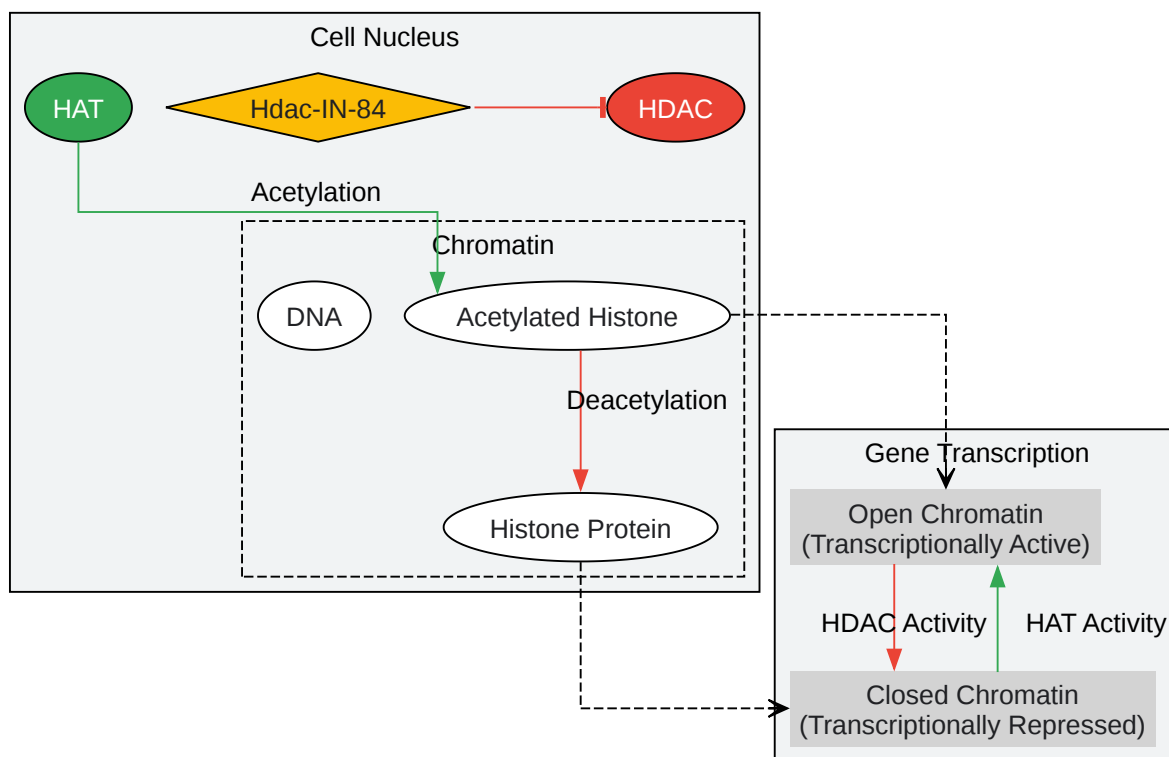 Cell Nucleus
HAT
Hdac-IN-84
HDAC
Acetylation
Chromatin
DNA
Acetylated Histone
Deacetylation
Gene Transcription
Open Chromatin
(Transcriptionally Active)
Histone Protein
HDAC Activity
HAT Activity
Closed Chromatin
(Transcriptionally Repressed)